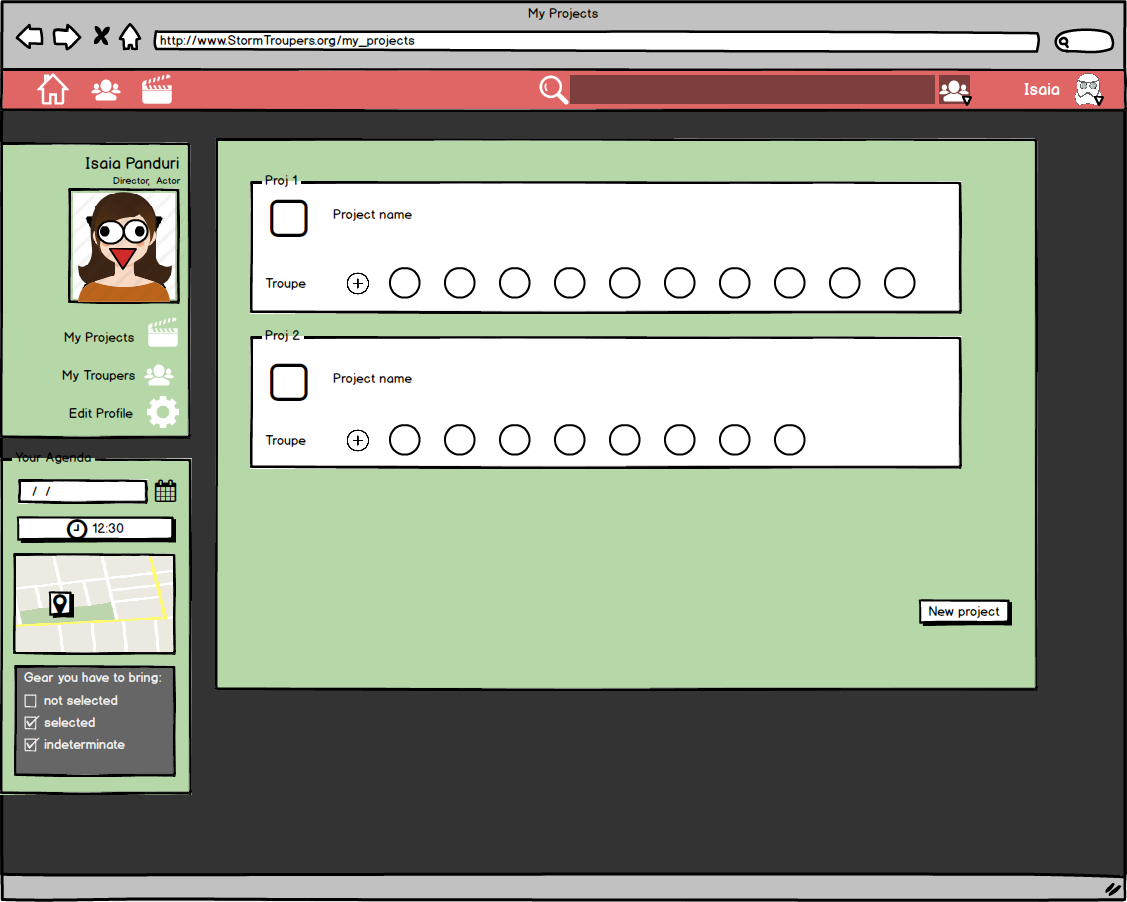 My Projects
http://www.StormTroupers.org/my_projects
Isaia
Isaia Panduri
Director, Actor
My Projects
My Troupers
Edit Profile
Your Agenda
/ /
12:30
Gear you have to bring:
not selected
selected
indeterminate
Proj 1
Project name
Troupe
Proj 2
Project name
Troupe
New project